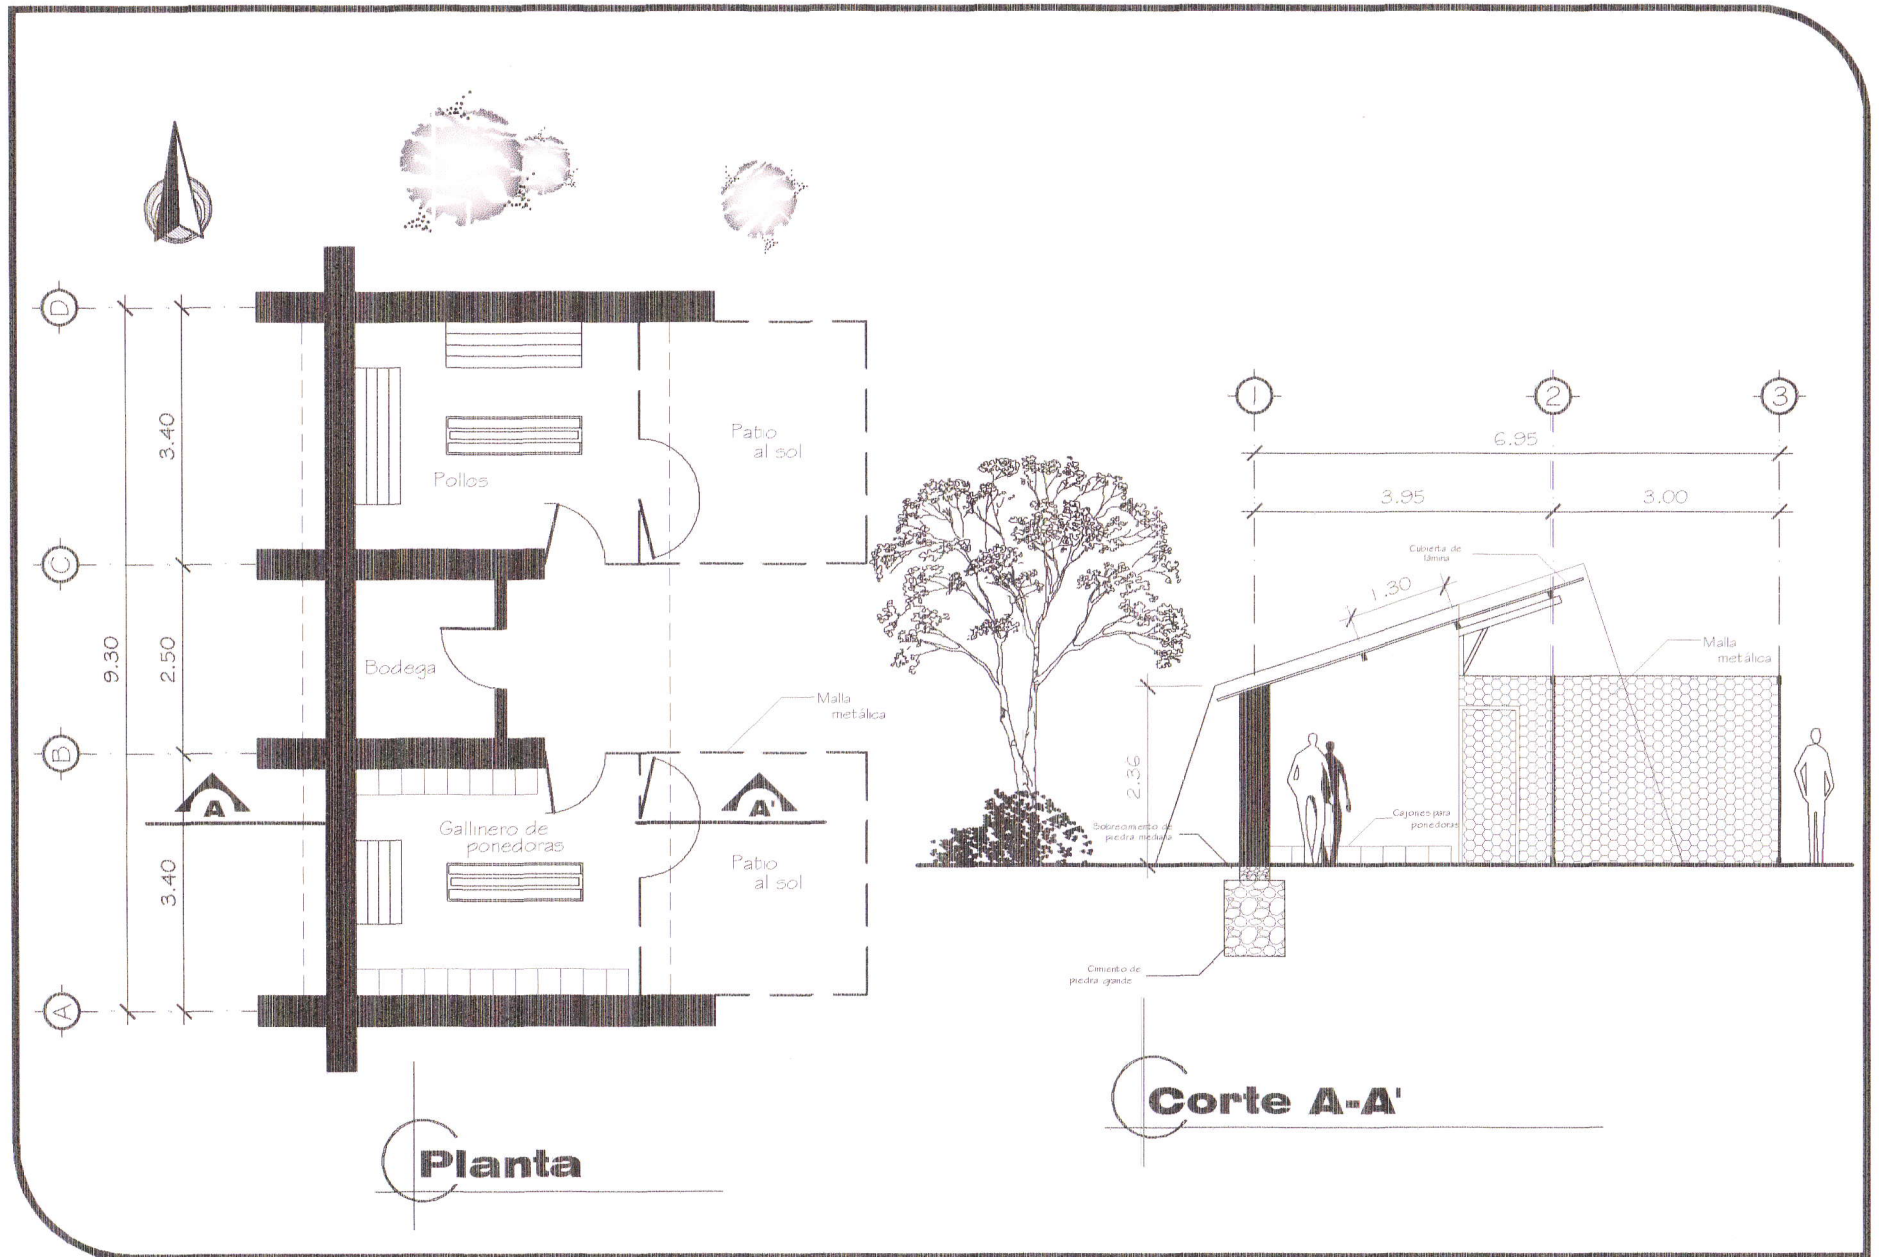 D
C
B
A
9.30
3.40
2.50
3.40
Pollos
Patio
al sol
Bodega
Malla
metálica
A
A'
Gallinero de
ponedoras
Patio
al sol
Planta
1
2
3
6.95
3.95
3.00
Cubierta de
lámina
1.30
Malla
metálica
2.36
Sobrecimiento de
piedra mediana
Cajones para
ponedoras
Cimiento de
piedra grande
Corte A-A'